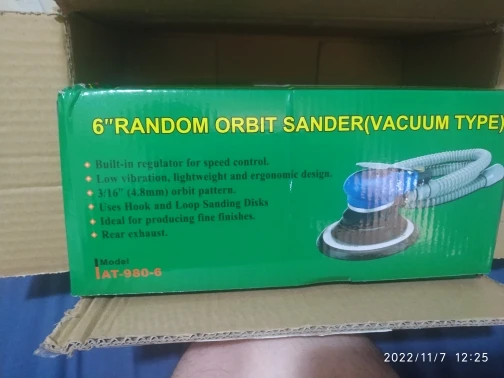 6"RANDOM ORBIT SANDER(VACUUM TYPE)
Built-in regulator for speed control.
Low vibration, lightweight and ergonomic design.
3/16" (4.8mm) orbit pattern.
Uses Hook and Loop Sanding Disks
Ideal for producing fine finishes.
Rear exhaust.
Model
AT-980-6
2022/11/7 12:25